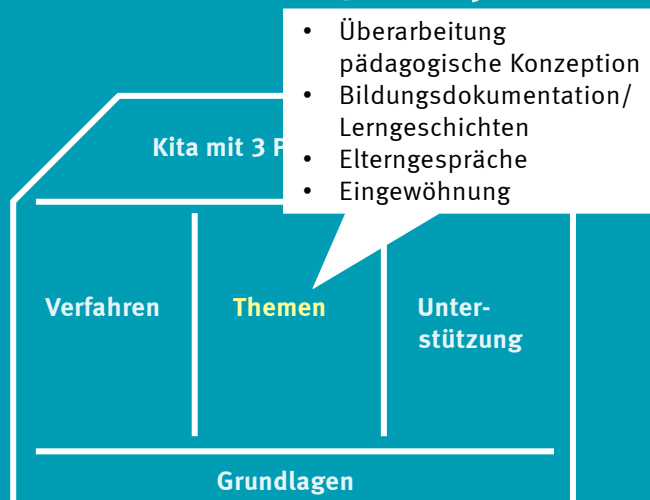 • Überarbeitung
pädagogische Konzeption
• Bildungsdokumentation/
Lerngeschichten
• Elterngespräche
• Eingewöhnung
Kita mit 3
Verfahren
Themen
Unter-
stützung
Grundlagen